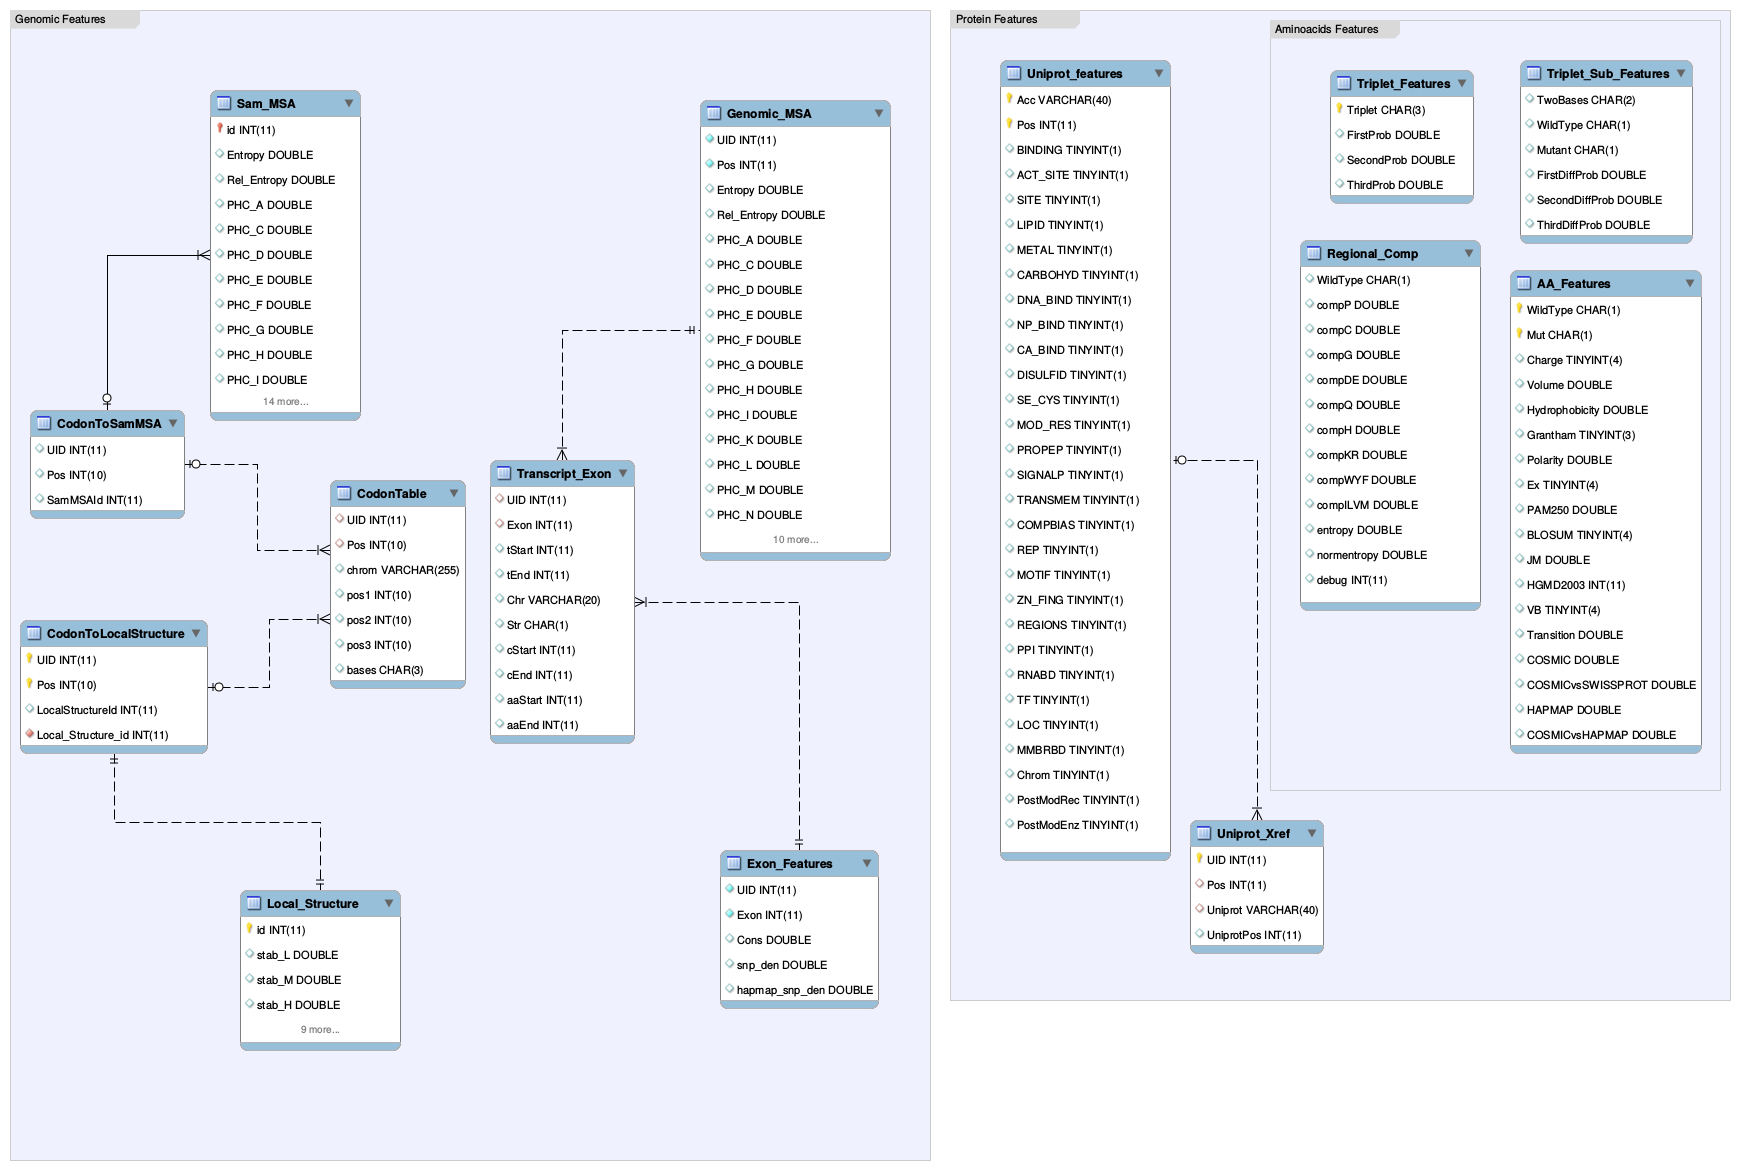 Genomic Features
Sam_MSA
id INT(11)
Entropy DOUBLE
Rel_Entropy DOUBLE
PHC_A DOUBLE
PHC_C DOUBLE
PHC_D DOUBLE
PHC_E DOUBLE
PHC_F DOUBLE
PHC_G DOUBLE
PHC_H DOUBLE
PHC_I DOUBLE
14 more...
Genomic_MSA
UID INT(11)
Pos INT(11)
Entropy DOUBLE
Rel_Entropy DOUBLE
PHC_A DOUBLE
PHC_C DOUBLE
PHC_D DOUBLE
PHC_E DOUBLE
PHC_F DOUBLE
PHC_G DOUBLE
PHC_H DOUBLE
PHC_I DOUBLE
PHC_K DOUBLE
PHC_L DOUBLE
PHC_M DOUBLE
PHC_N DOUBLE
10 more...
CodonToSamMSA
UID INT(11)
Pos INT(10)
SamMSAId INT(11)
CodonTable
UID INT(11)
Pos INT(10)
chrom VARCHAR(255)
pos1 INT(10)
pos2 INT(10)
pos3 INT(10)
bases CHAR(3)
Transcript_Exon
UID INT(11)
Exon INT(11)
tStart INT(11)
tEnd INT(11)
Chr VARCHAR(20)
Str CHAR(1)
cStart INT(11)
cEnd INT(11)
aaStart INT(11)
aaEnd INT(11)
CodonToLocalStructure
UID INT(11)
Pos INT(10)
LocalStructureId INT(11)
Local_Structure_id INT(11)
Local_Structure
id INT(11)
stab_L DOUBLE
stab_M DOUBLE
stab_H DOUBLE
9 more...
Exon_Features
UID INT(11)
Exon INT(11)
Cons DOUBLE
snp_den DOUBLE
hapmap_snp_den DOUBLE
Protein Features
Uniprot_features
Acc VARCHAR(40)
Pos INT(11)
BINDING TINYINT(1)
ACT_SITE TINYINT(1)
SITE TINYINT(1)
LIPID TINYINT(1)
METAL TINYINT(1)
CARBOHYD TINYINT(1)
DNA_BIND TINYINT(1)
NP_BIND TINYINT(1)
CA_BIND TINYINT(1)
DISULFID TINYINT(1)
SE_CYS TINYINT(1)
MOD_RES TINYINT(1)
PROPEP TINYINT(1)
SIGNALP TINYINT(1)
TRANSMEM TINYINT(1)
COMPBIAS TINYINT(1)
REP TINYINT(1)
MOTIF TINYINT(1)
ZN_FING TINYINT(1)
REGIONS TINYINT(1)
PPI TINYINT(1)
RNABD TINYINT(1)
TF TINYINT(1)
LOC TINYINT(1)
MMBRBD TINYINT(1)
Chrom TINYINT(1)
PostModRec TINYINT(1)
PostModEnz TINYINT(1)
Aminoacids Features
Triplet_Features
Triplet CHAR(3)
FirstProb DOUBLE
SecondProb DOUBLE
ThirdProb DOUBLE
Triplet_Sub_Features
TwoBases CHAR(2)
WildType CHAR(1)
Mutant CHAR(1)
FirstDiffProb DOUBLE
SecondDiffProb DOUBLE
ThirdDiffProb DOUBLE
Regional_Comp
WildType CHAR(1)
compP DOUBLE
compC DOUBLE
compG DOUBLE
compDE DOUBLE
compQ DOUBLE
compH DOUBLE
compKR DOUBLE
compWYF DOUBLE
compILVM DOUBLE
entropy DOUBLE
normentropy DOUBLE
debug INT(11)
AA_Features
WildType CHAR(1)
Mut CHAR(1)
Charge TINYINT(4)
Volume DOUBLE
Hydrophobicity DOUBLE
Grantham TINYINT(3)
Polarity DOUBLE
Ex TINYINT(4)
PAM250 DOUBLE
BLOSUM TINYINT(4)
JM DOUBLE
HGMD2003 INT(11)
VB TINYINT(4)
Transition DOUBLE
COSMIC DOUBLE
COSMICvsSWISSPROT DOUBLE
HAPMAP DOUBLE
COSMICvsHAPMAP DOUBLE
Uniprot_Xref
UID INT(11)
Pos INT(11)
Uniprot VARCHAR(40)
UniprotPos INT(11)